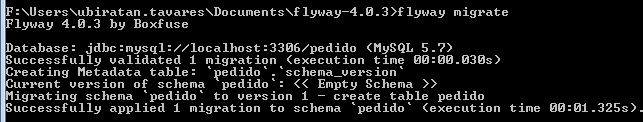 F:\Users\ubiratan.tavares\Documents\flyway-4.0.3>flyway migrate
Flyway 4.0.3 by Boxfuse
Database: jdbc:mysql://localhost:3306/pedido (MySQL 5.7)
Successfully validated 1 migration (execution time 00:00.030s)
Creating Metadata table: `pedido`.`schema_version`
Current version of schema `pedido`: << Empty Schema >>
Migrating schema `pedido` to version 1 - create table pedido
Successfully applied 1 migration to schema `pedido` (execution time 00:01.325s).